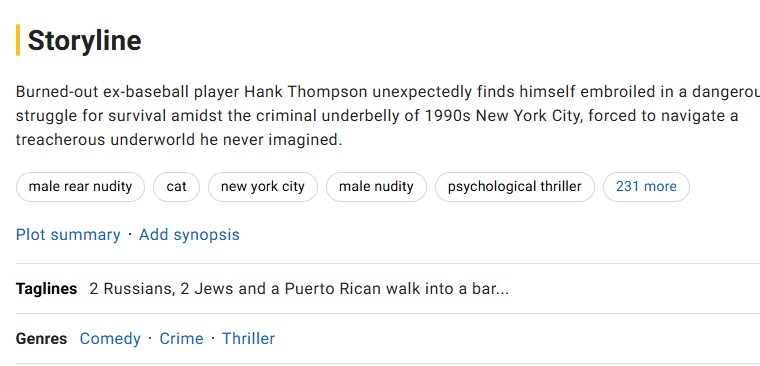 Storyline
Burned-out ex-baseball player Hank Thompson unexpectedly finds himself embroiled in a dangerou
struggle for survival amidst the criminal underbelly of 1990s New York City, forced to navigate a
treacherous underworld he never imagined.
male rear nudity cat new york city male nudity psychological thriller 231 more
Plot summary · Add synopsis
Taglines 2 Russians, 2 Jews and a Puerto Rican walk into a bar...
Genres Comedy · Crime · Thriller